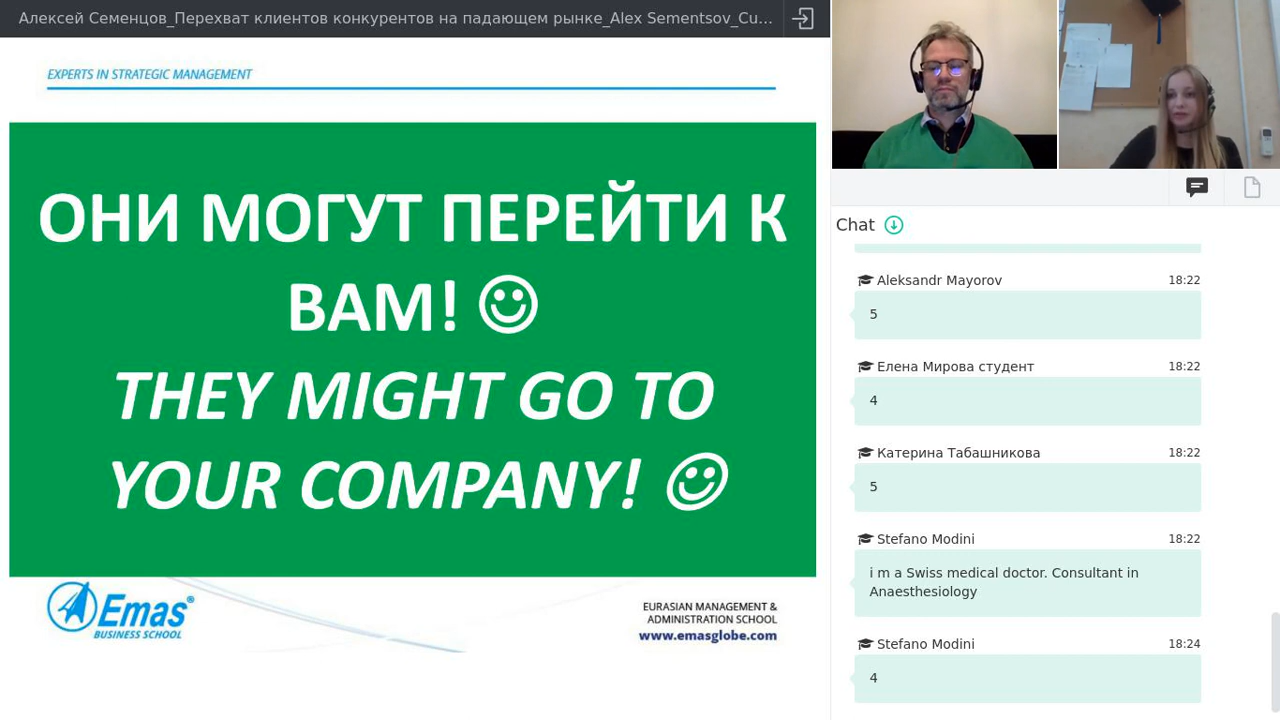 Алексей Семенцов_Перехват клиентов конкурентов на падающем рынке_Alex Sementsov_Cu...
EXPERTS IN STRATEGIC MANAGEMENT
ОНИ МОГУТ ПЕРЕЙТИ К
ВАМ! ☺
THEY MIGHT GO TO
YOUR COMPANY! ☺
Emas®
BUSINESS SCHOOL
EURASIAN MANAGEMENT &
ADMINISTRATION SCHOOL
www.emasglobe.com
Chat
Aleksandr Mayorov 18:22
5
Елена Мирова студент 18:22
4
Катерина Табашникова 18:22
5
Stefano Modini 18:22
i m a Swiss medical doctor. Consultant in
Anaesthesiology
Stefano Modini 18:24
4